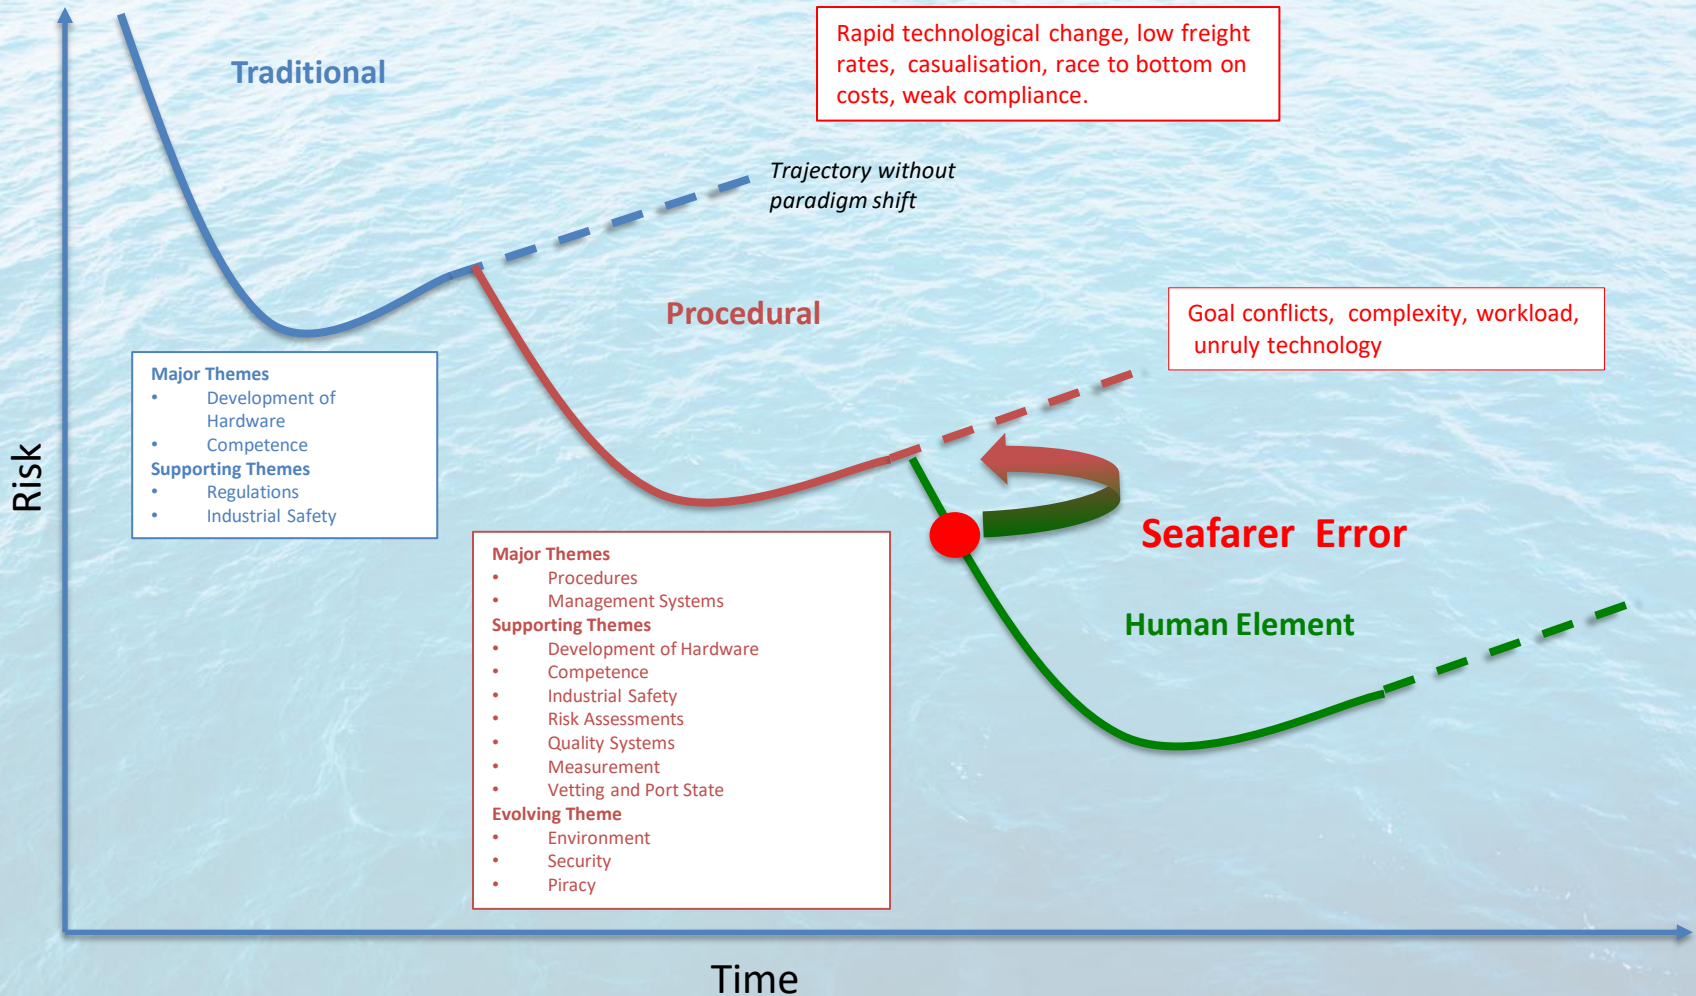 Traditional
Rapid technological change, low freight
rates, casualisation, race to bottom on
costs, weak compliance.
Trajectory without
paradigm shift
Procedural
Goal conflicts, complexity, workload,
unruly technology
Major Themes
• Development of
Hardware
• Competence
Supporting Themes
• Regulations
• Industrial Safety
Risk
Major Themes
• Procedures
• Management Systems
Supporting Themes
• Development of Hardware
• Competence
• Industrial Safety
• Risk Assessments
• Quality Systems
• Measurement
• Vetting and Port State
Evolving Theme
• Environment
• Security
• Piracy
Seafarer Error
Human Element
Time